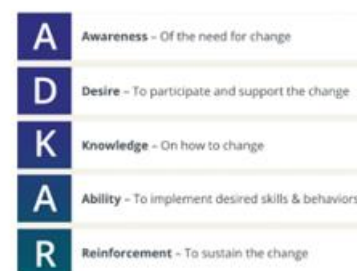 A Awareness – Of the need for change
D Desire – To participate and support the change
K Knowledge – On how to change
A Ability – To implement desired skills & behaviors
R Reinforcement – To sustain the change